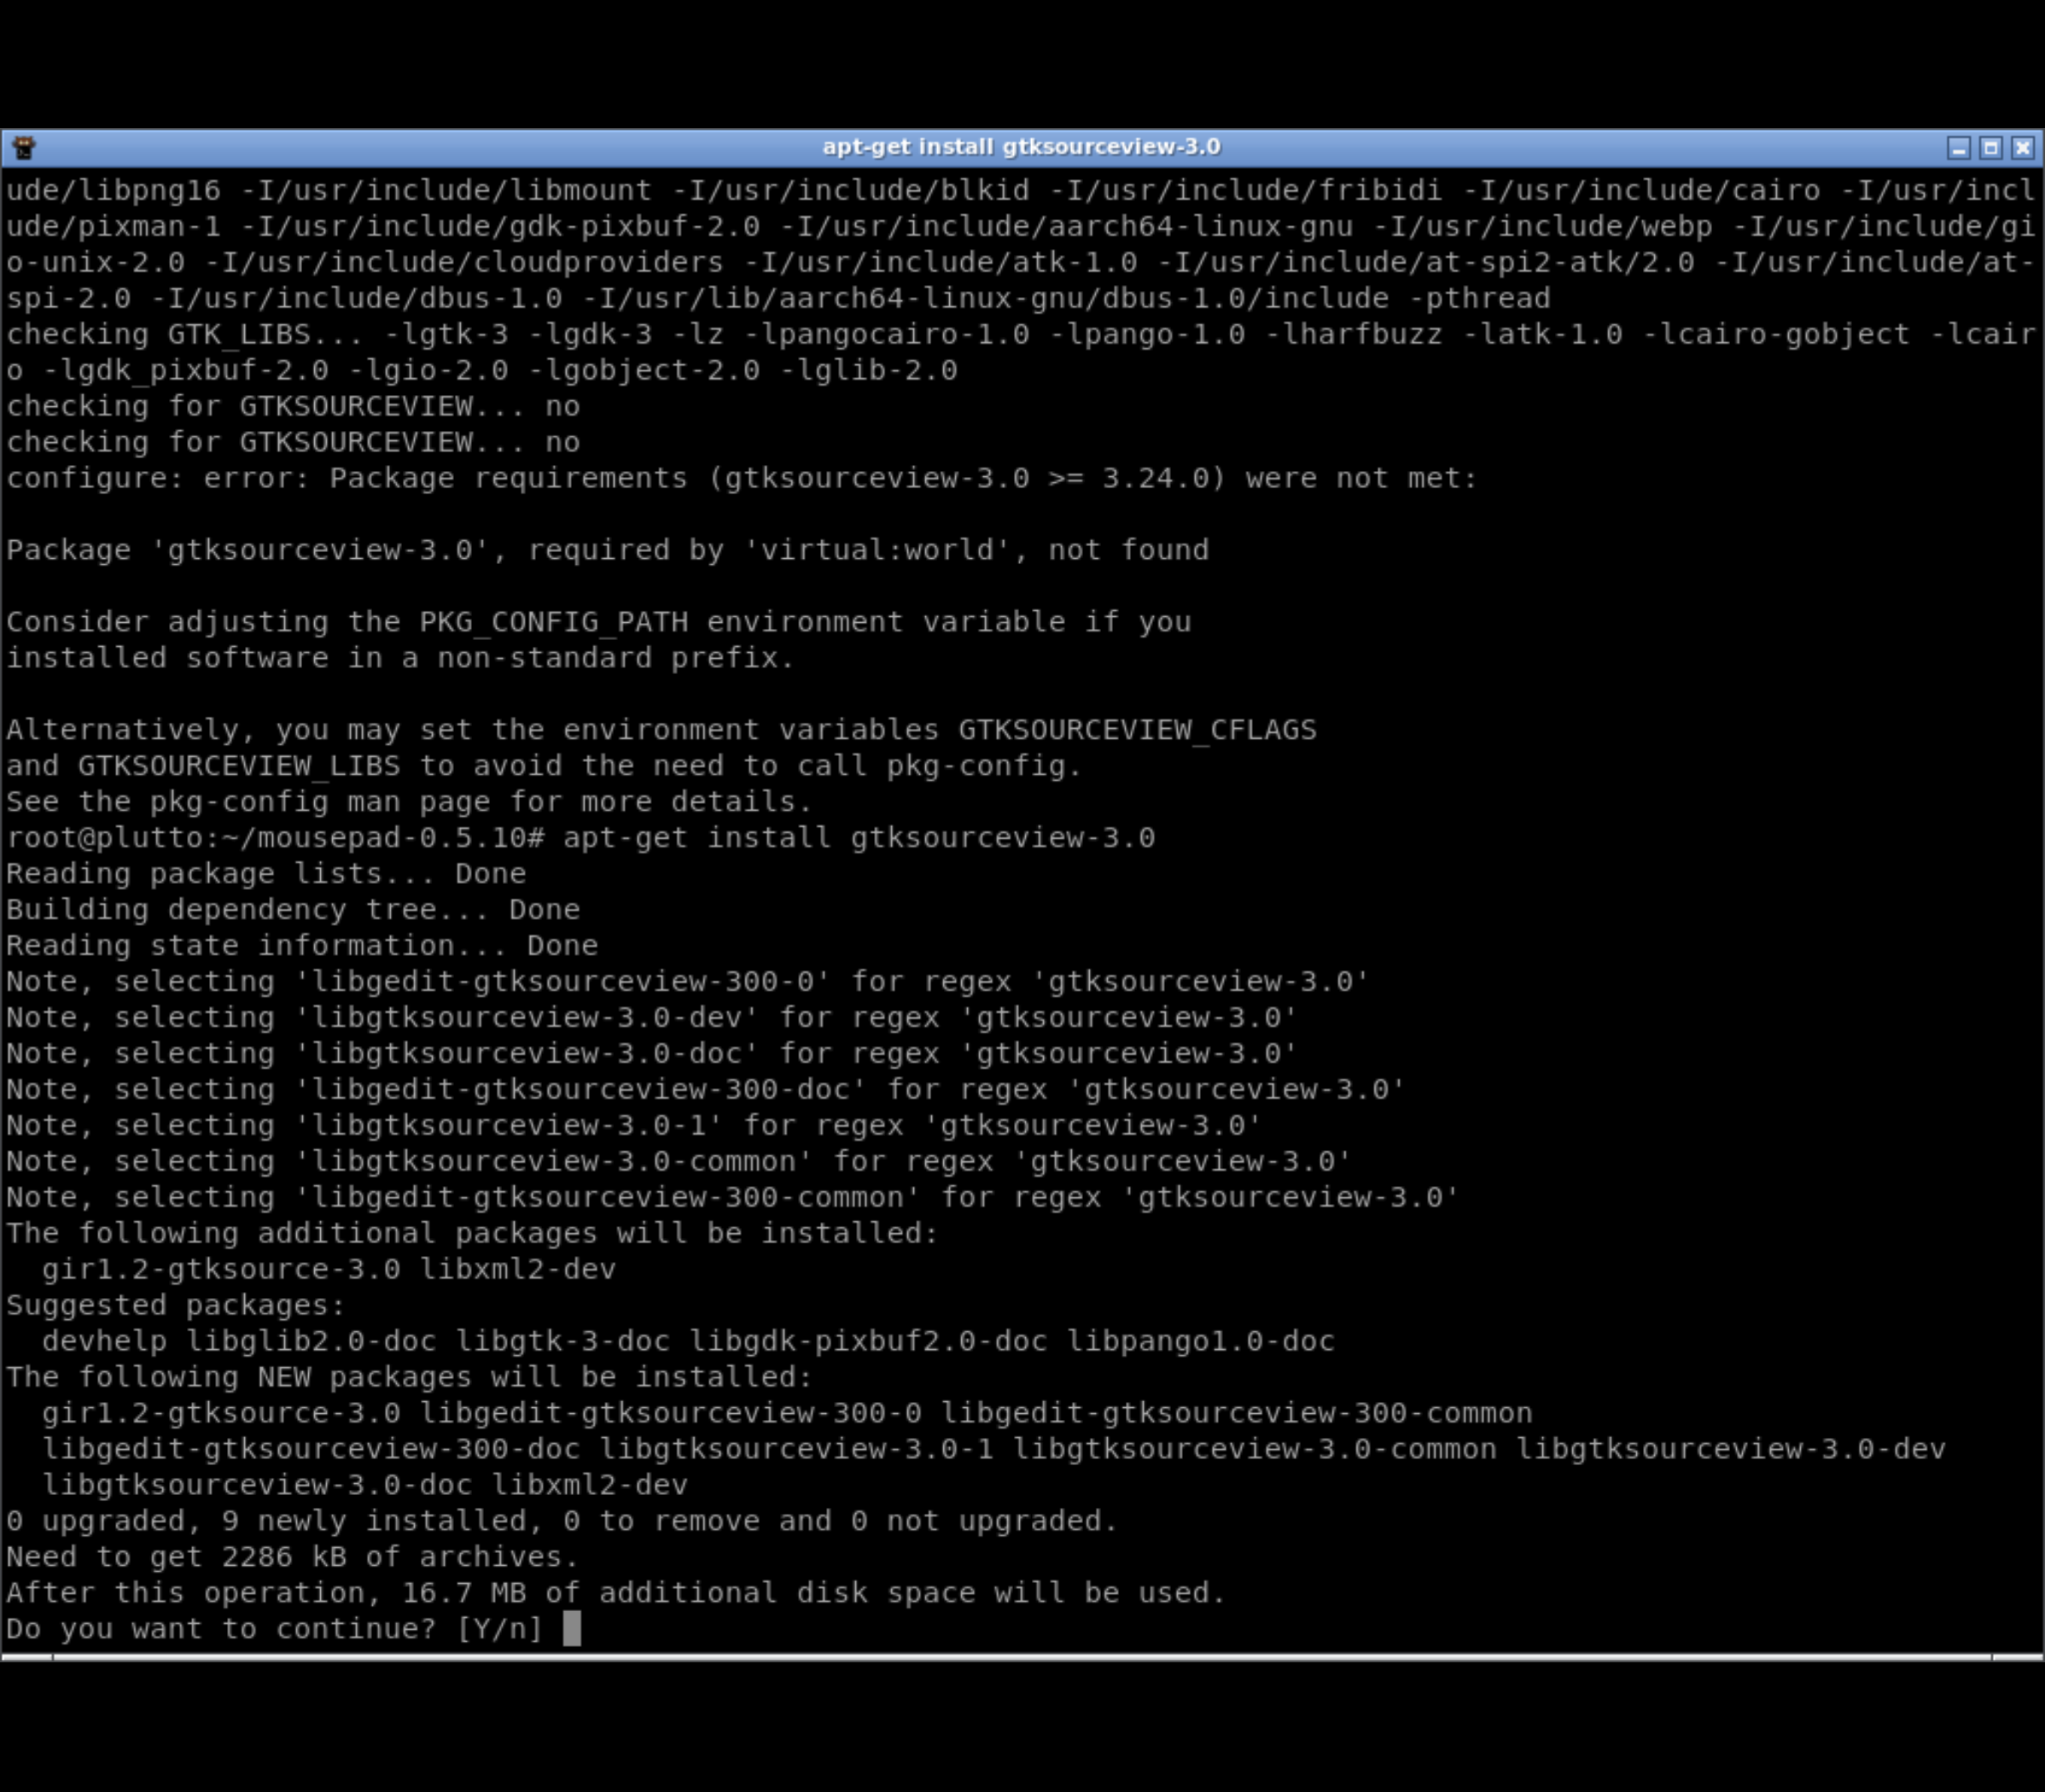 apt-get install gtksourceview-3.0
ude/libpng16 -I/usr/include/libmount -I/usr/include/blkid -I/usr/include/fribidi -I/usr/include/cairo -I/usr/incl
ude/pixman-1 -I/usr/include/gdk-pixbuf-2.0 -I/usr/include/aarch64-linux-gnu -I/usr/include/webp -I/usr/include/gi
o-unix-2.0 -I/usr/include/cloudproviders -I/usr/include/atk-1.0 -I/usr/include/at-spi2-atk/2.0 -I/usr/include/at-
spi-2.0 -I/usr/include/dbus-1.0 -I/usr/lib/aarch64-linux-gnu/dbus-1.0/include -pthread
checking GTK_LIBS... -lgtk-3 -lgdk-3 -lz -lpangocairo-1.0 -lpango-1.0 -lharfbuzz -latk-1.0 -lcairo-gobject -lcair
o -lgdk_pixbuf-2.0 -lgio-2.0 -lgobject-2.0 -lglib-2.0
checking for GTKSOURCEVIEW... no
checking for GTKSOURCEVIEW... no
configure: error: Package requirements (gtksourceview-3.0 >= 3.24.0) were not met:
Package 'gtksourceview-3.0', required by 'virtual:world', not found
Consider adjusting the PKG_CONFIG_PATH environment variable if you
installed software in a non-standard prefix.
Alternatively, you may set the environment variables GTKSOURCEVIEW_CFLAGS
and GTKSOURCEVIEW_LIBS to avoid the need to call pkg-config.
See the pkg-config man page for more details.
root@plutto:~/mousepad-0.5.10# apt-get install gtksourceview-3.0
Reading package lists... Done
Building dependency tree... Done
Reading state information... Done
Note, selecting 'libgedit-gtksourceview-300-0' for regex 'gtksourceview-3.0'
Note, selecting 'libgtksourceview-3.0-dev' for regex 'gtksourceview-3.0'
Note, selecting 'libgtksourceview-3.0-doc' for regex 'gtksourceview-3.0'
Note, selecting 'libgedit-gtksourceview-300-doc' for regex 'gtksourceview-3.0'
Note, selecting 'libgtksourceview-3.0-1' for regex 'gtksourceview-3.0'
Note, selecting 'libgtksourceview-3.0-common' for regex 'gtksourceview-3.0'
Note, selecting 'libgedit-gtksourceview-300-common' for regex 'gtksourceview-3.0'
The following additional packages will be installed:
  gir1.2-gtksource-3.0 libxml2-dev
Suggested packages:
  devhelp libglib2.0-doc libgtk-3-doc libgdk-pixbuf2.0-doc libpango1.0-doc
The following NEW packages will be installed:
  gir1.2-gtksource-3.0 libgedit-gtksourceview-300-0 libgedit-gtksourceview-300-common
  libgedit-gtksourceview-300-doc libgtksourceview-3.0-1 libgtksourceview-3.0-common libgtksourceview-3.0-dev
  libgtksourceview-3.0-doc libxml2-dev
0 upgraded, 9 newly installed, 0 to remove and 0 not upgraded.
Need to get 2286 kB of archives.
After this operation, 16.7 MB of additional disk space will be used.
Do you want to continue? [Y/n]